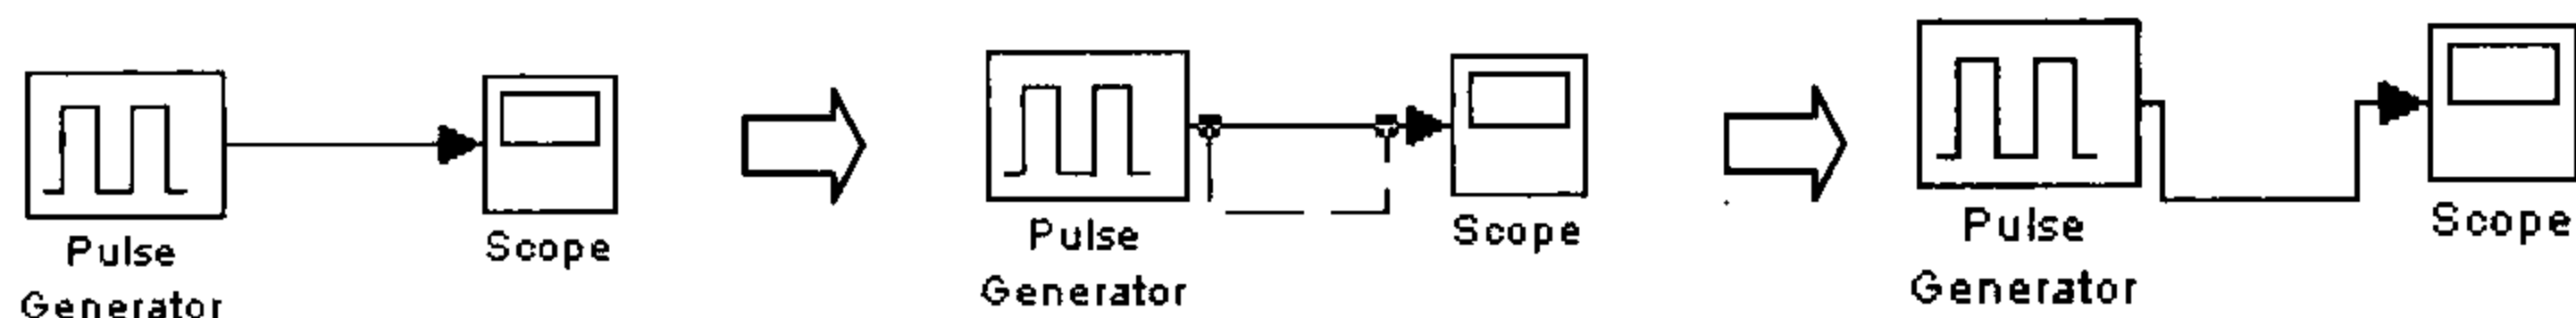 Pulse
Generator
Scope
Pulse
Generator
Scope
Pulse
Generator
Scope